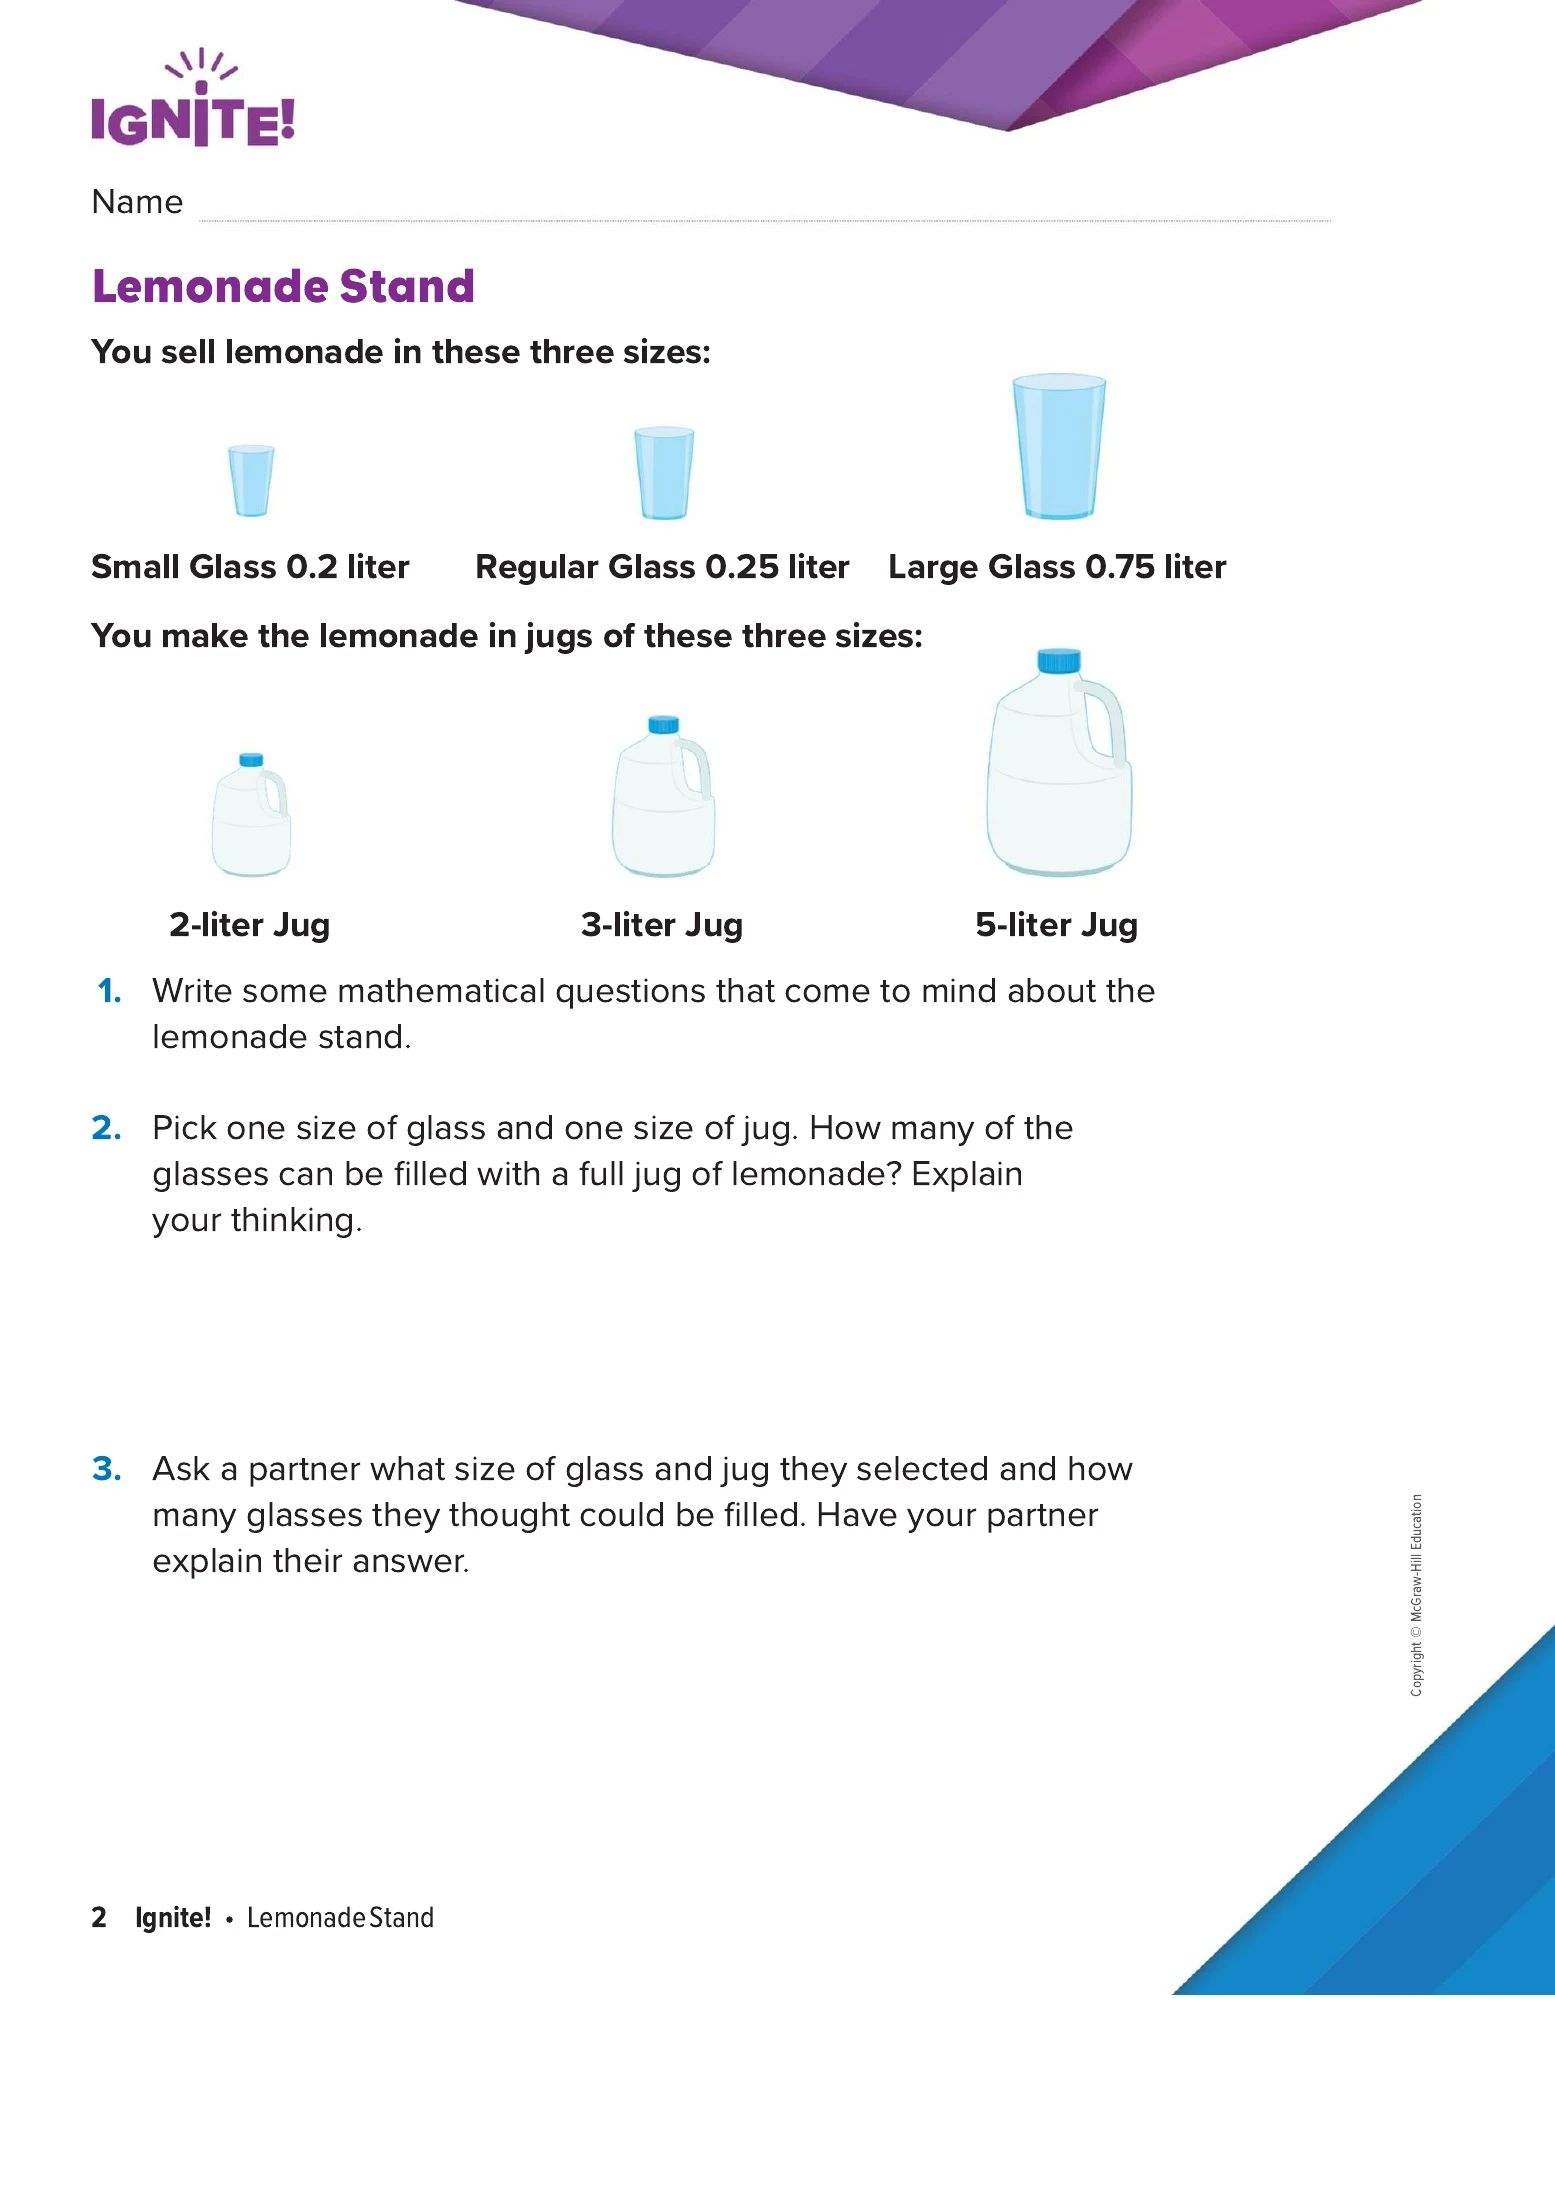 IGNITE!
Name
Lemonade Stand
You sell lemonade in these three sizes:
Small Glass 0.2 liter Regular Glass 0.25 liter Large Glass 0.75 liter
You make the lemonade in jugs of these three sizes:
2-liter Jug 3-liter Jug 5-liter Jug
1. Write some mathematical questions that come to mind about the
lemonade stand.
2. Pick one size of glass and one size of jug. How many of the
glasses can be filled with a full jug of lemonade? Explain
your thinking.
3. Ask a partner what size of glass and jug they selected and how
many glasses they thought could be filled. Have your partner
explain their answer.
Copyright © McGraw-Hill Education
2 Ignite! • Lemonade Stand